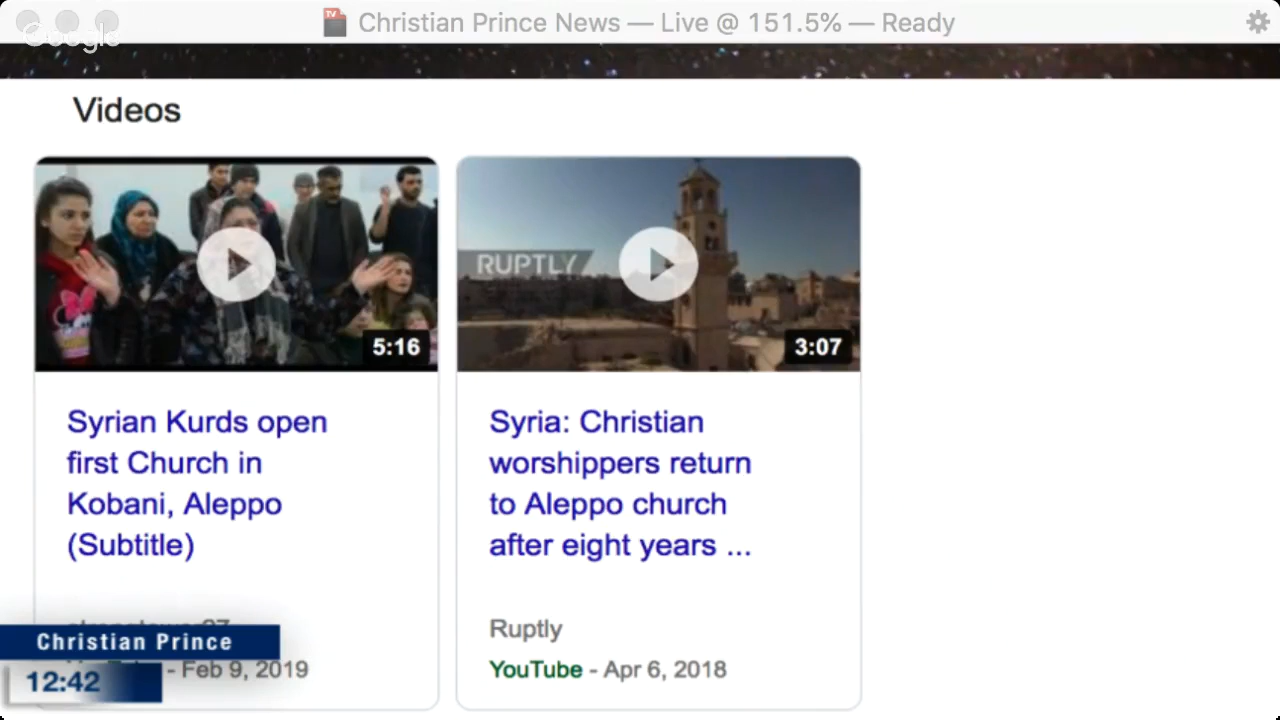 Christian Prince News — Live @ 151.5% — Ready
Google
Videos
RUPTLY
5:16
3:07
Syrian Kurds open
first Church in
Kobani, Aleppo
(Subtitle)
Feb 9, 2019
Syria: Christian
worshippers return
to Aleppo church
after eight years ...
Ruptly
YouTube - Apr 6, 2018
Christian Prince
12:42